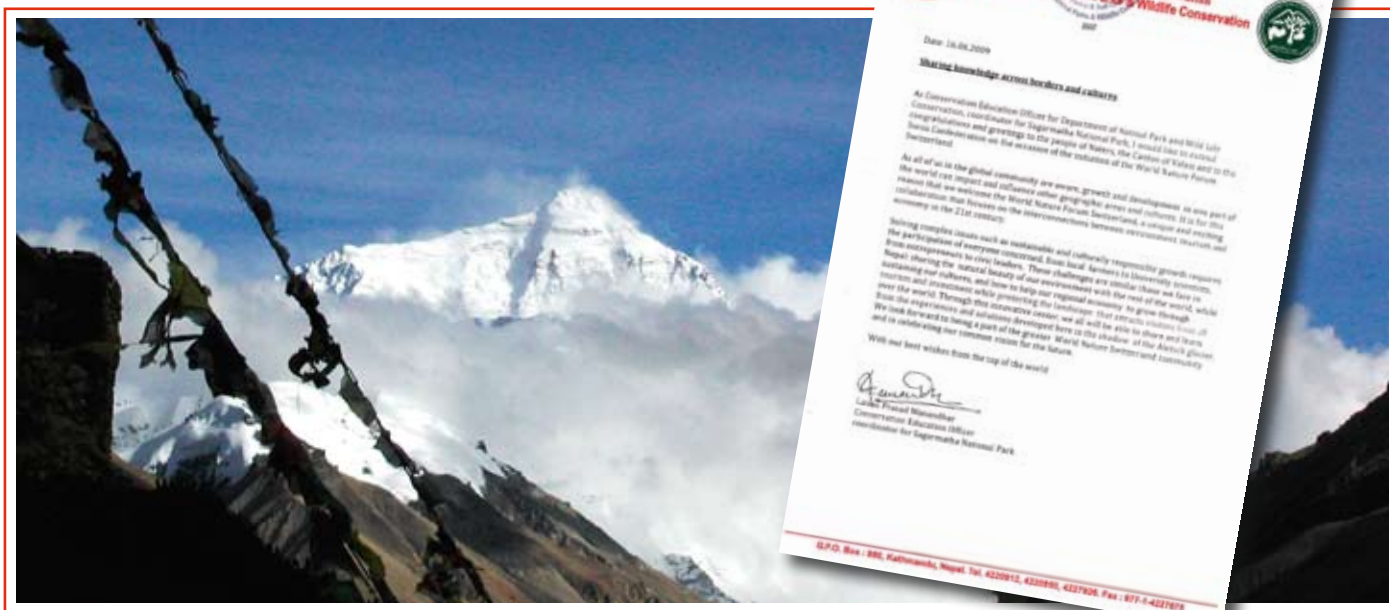 & Wildlife Conservation
Date: 16.06.2009
Sharing knowledge across borders and cultures
As Conservation Education Officer for Department of National Park and Wild July
Conservation, coordinator for Sagarmatha National Park, I would like to extend
congratulations and greetings to the people of Naters, the Canton of Valais and to the
Swiss Confederation on the occasion of the initiation of the World Nature Forum
Switzerland.
As all of us in the global community are aware, growth and development in one part of
the world can impact and influence other geographic areas and cultures. It is for this
reason that we welcome the World Nature Forum Switzerland, a unique and exciting
collaboration that focuses on the interconnections between environment, tourism and
economy in the 21st century.
Solving complex issues such as sustainable and culturally responsible growth requires
the participation of everyone concerned, from local farmers to University scientists,
from entrepreneurs to civic leaders. These challenges are similar those we face in
Nepal sharing the natural beauty of our environment with the rest of the world, while
sustaining our cultures, and how to help our regional economy to grow through
tourism and investment while protecting the landscape that attracts visitors from all
over the world. Through this innovative center, we all will be able to share and learn
from the experiences and solutions developed here in the shadow of the Aletsch glacier.
We look forward to being a part of the greater World Nature Switzerland community
and in celebrating our common vision for the future.
With our best wishes from the top of the world
Prasad Manandhar
Conservation Education Officer
coordinator for Sagarmatha National Park
G.P.O. Box : 860, Kathmandu, Nepal. Tel. 4220912, 4220850, 4227926, Fax : 977-1-4227675